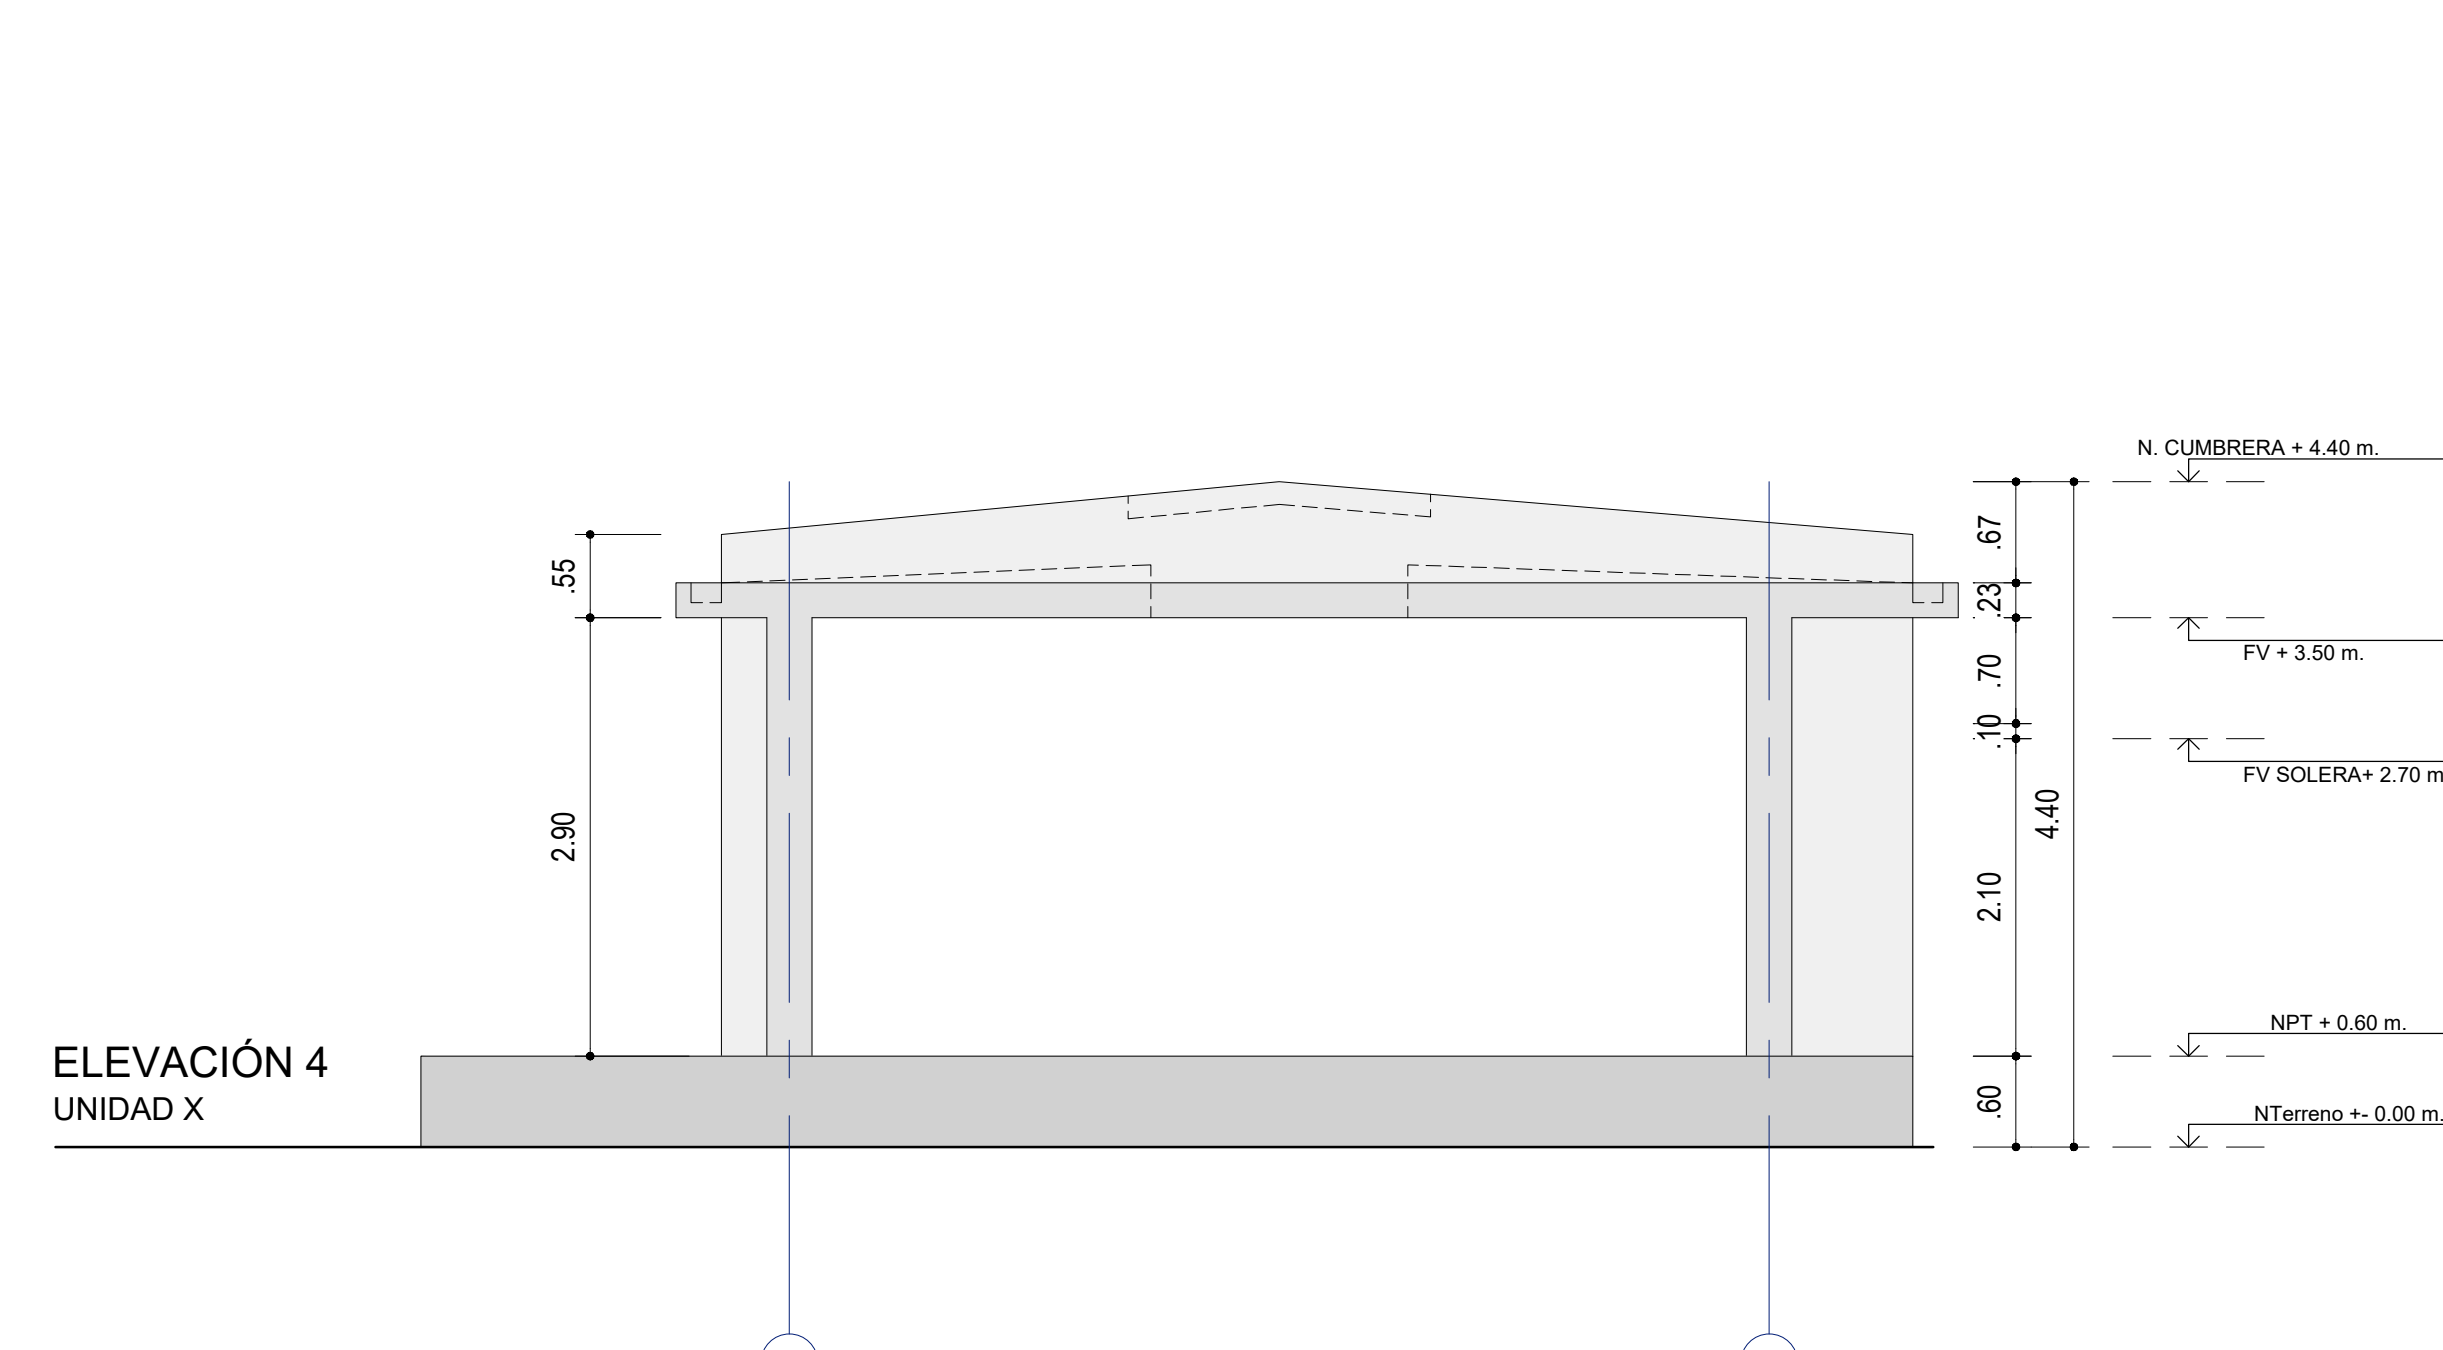 N. CUMBRERA + 4.40 m.
.67
.55
.23
FV + 3.50 m.
.70
.10
FV SOLERA+ 2.70 m
4.40
2.90
2.10
NPT + 0.60 m.
ELEVACIÓN 4
UNIDAD X
.60
NTerreno +- 0.00 m.